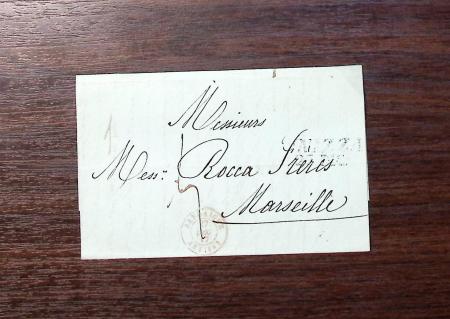 Messieurs
Mess.rs Rocca Frères
Marseille